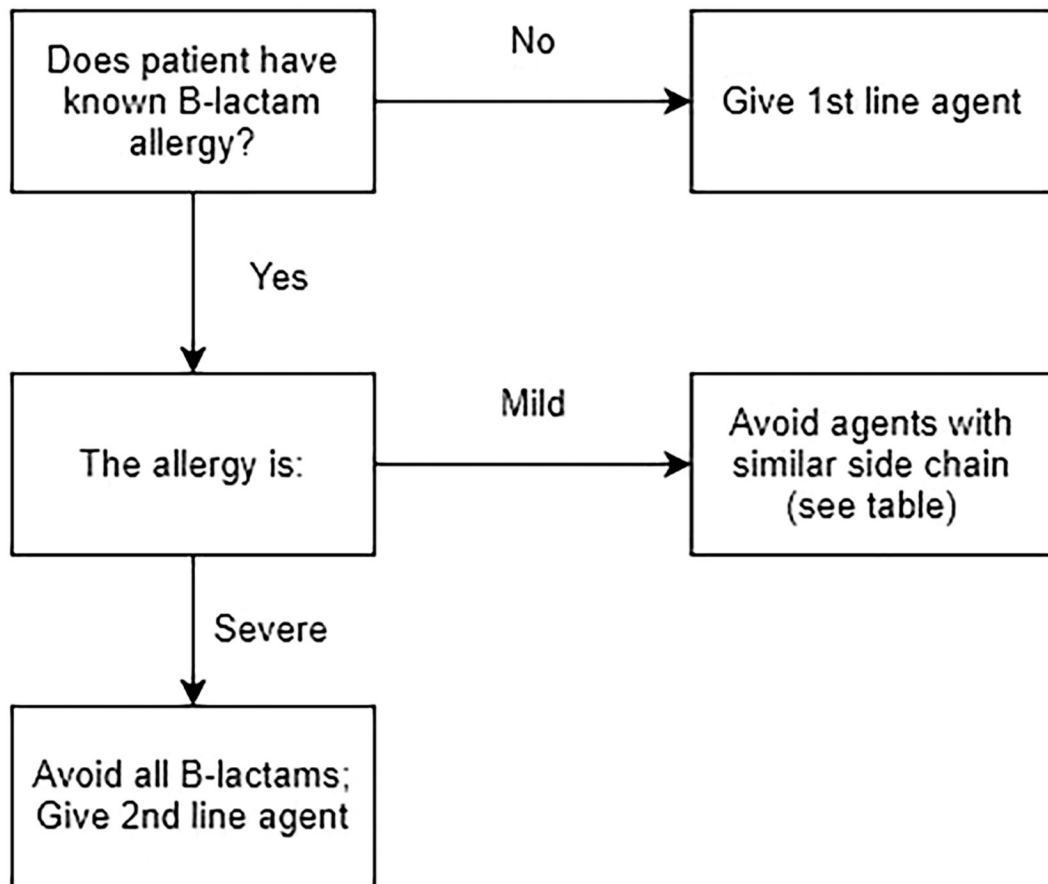 Does patient have
known B-lactam
allergy?
No
Give 1st line agent
Yes
The allergy is:
Mild
Avoid agents with
similar side chain
(see table)
Severe
Avoid all B-lactams;
Give 2nd line agent